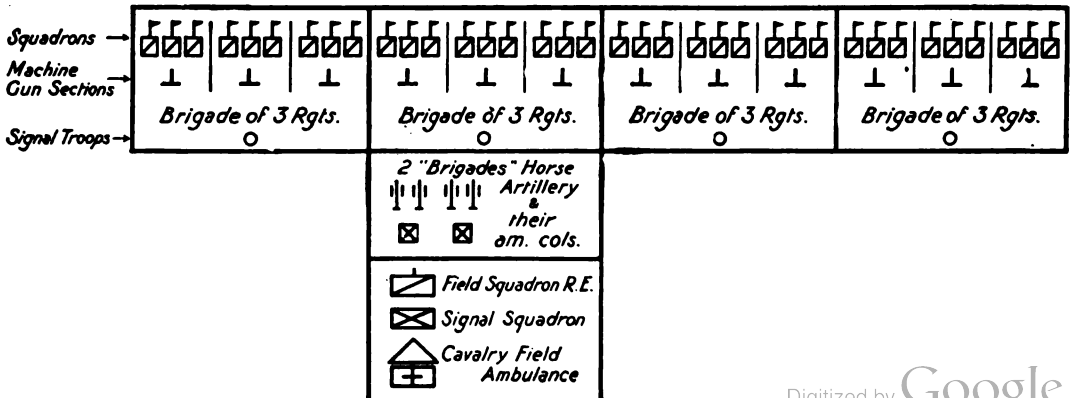 Squadrons
Machine
Gun Sections
Brigade of 3 Rgts.
Brigade of 3 Rgts.
Brigade of 3 Rgts.
Brigade of 3 Rgts.
Signal Troops
2 "Brigades" Horse
Artillery
&
their
am. cols.
Field Squadron R.E.
Signal Squadron
Cavalry Field
Ambulance
Digitized by Google